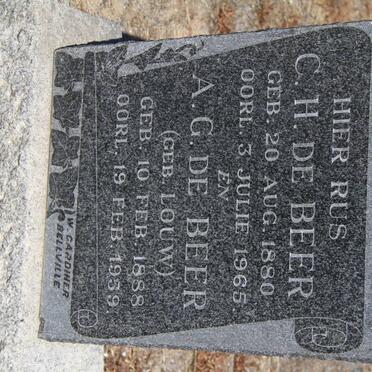 HIER RUS
C. H. DE BEER
GEB. 20 AUG. 1880
OORL. 3 JULIE 1965
EN
A. G. DE BEER
(GEB. LOUW)
GEB. 10 FEB. 1888
OORL. 19 FEB. 1939.
W. GARDNER
BELLVILLE